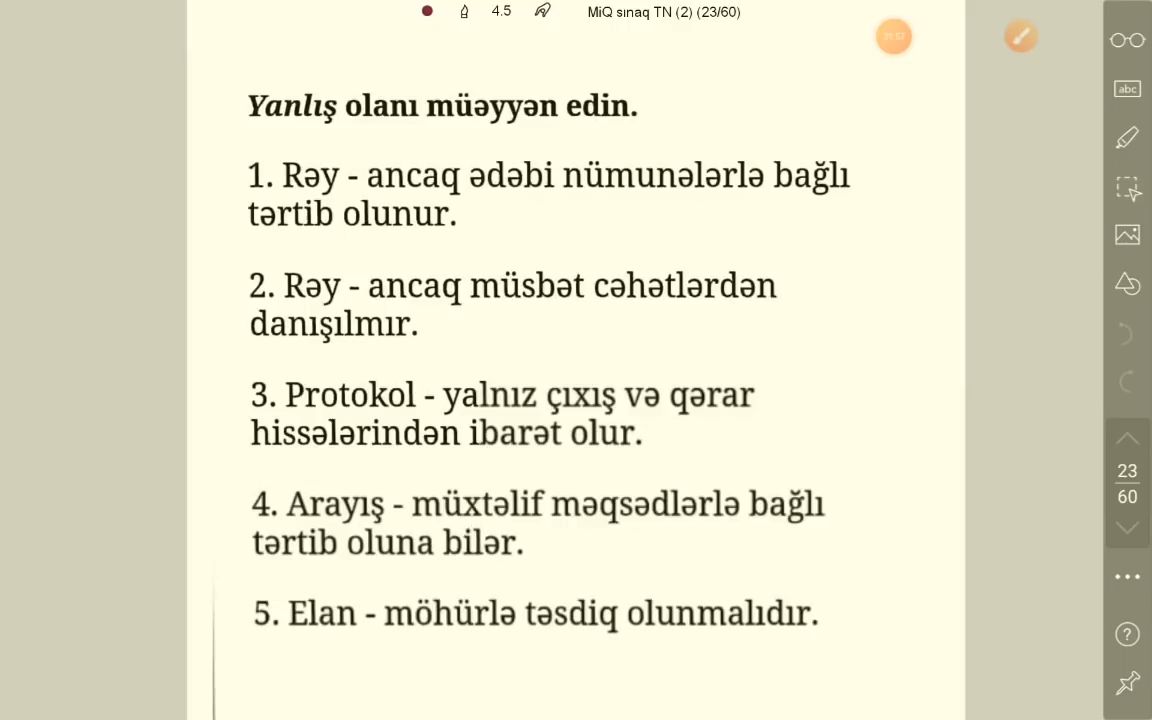 4.5 MiQ sınaq TN (2) (23/60)
Yanlış olanı müəyyən edin.
abc
1. Rəy - ancaq ədəbi nümunələrlə bağlı
tərtib olunur.
2. Rəy - ancaq müsbət cəhətlərdən
danışılmır.
3. Protokol - yalnız çıxış və qərar
hissələrindən ibarət olur.
4. Arayış - müxtəlif məqsədlərlə bağlı
tərtib oluna bilər.
5. Elan - möhürlə təsdiq olunmalıdır.
23
60